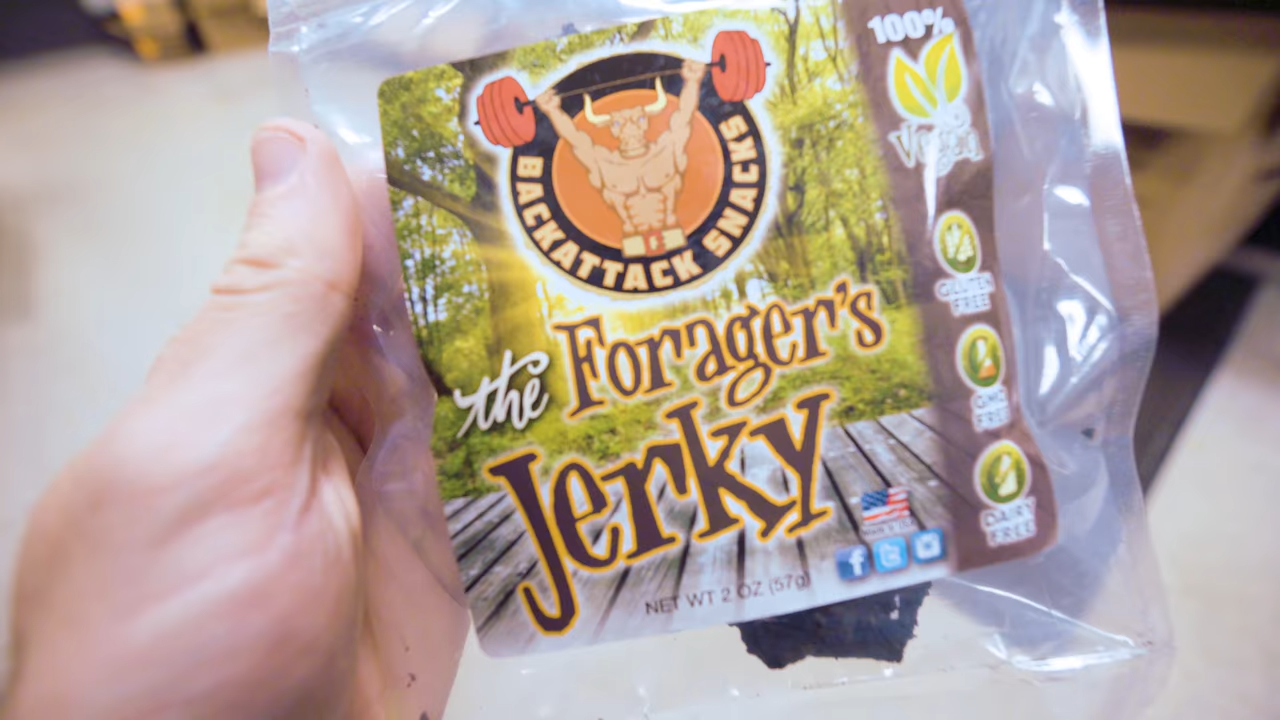 BACKATTACK SNACKS
the Forager's
Jerky
NET WT 2 OZ (57g)
100%
Vegan
GLUTEN
FREE
GMO
FREE
DAIRY
FREE